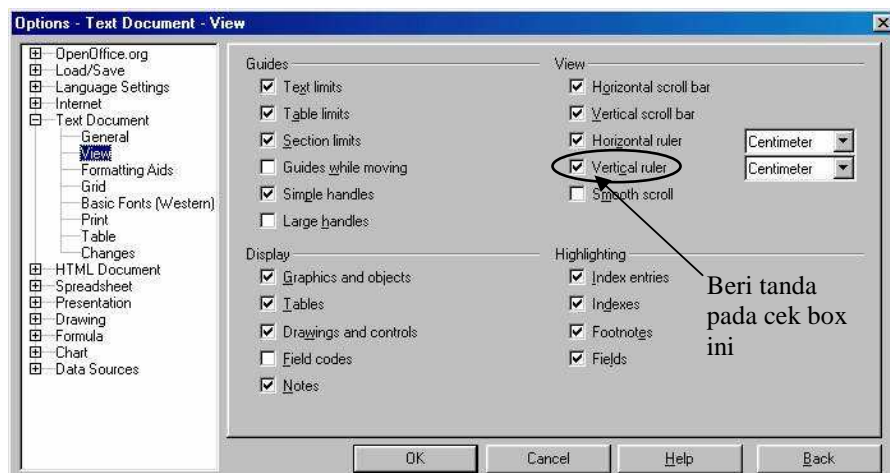 Options - Text Document - View
OpenOffice.org
Load/Save
Language Settings
Internet
Text Document
General
View
Formatting Aids
Grid
Basic Fonts (Western)
Print
Table
Changes
HTML Document
Spreadsheet
Presentation
Drawing
Formula
Chart
Data Sources
Guides
Text limits
Table limits
Section limits
Guides while moving
Simple handles
Large handles
View
Horizontal scroll bar
Vertical scroll bar
Horizontal ruler Centimeter
Vertical ruler Centimeter
Smooth scroll
Display
Graphics and objects
Tables
Drawings and controls
Field codes
Notes
Highlighting
Index entries
Indexes
Footnotes
Fields
Beri tanda
pada cek box
ini
OK Cancel Help Back